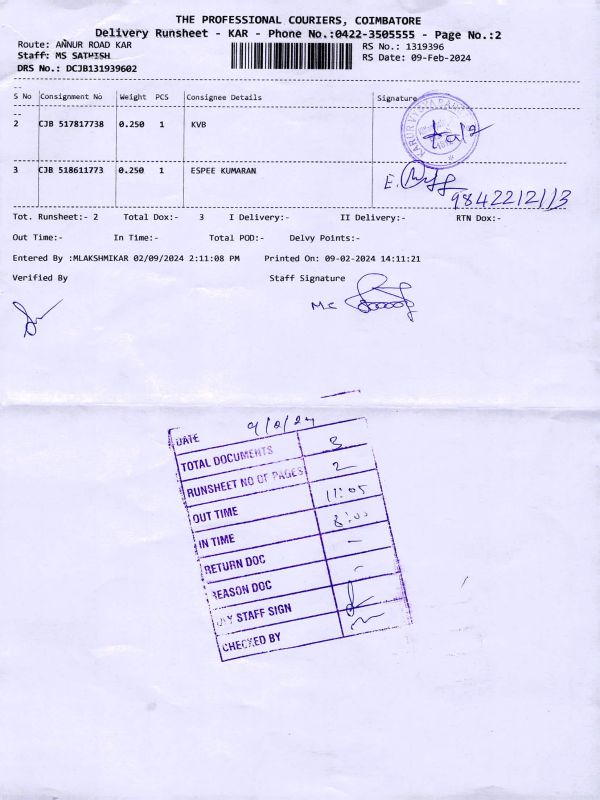 THE PROFESSIONAL COURIERS, COIMBATORE
Delivery Runsheet - KAR - Phone No.:0422-3505555 - Page No.:2
Route: ANNUR ROAD KAR
RS No.: 1319396
Staff: MS SATHISH
RS Date: 09-Feb-2024
DRS No.: DCJB131939602
S No Consignment No Weight PCS Consignee Details Signature
2 CJB 517817738 0.250 1 KVB
3 CJB 518611773 0.250 1 ESPEE KUMARAN
E.
9842212113
Tot. Runsheet:- 2 Total Dox:- 3 I Delivery:- II Delivery:- RTN Dox:-
Out Time:- In Time:- Total POD:- Delvy Points:-
Entered By :MLAKSHMIKAR 02/09/2024 2:11:08 PM Printed On: 09-02-2024 14:11:21
Verified By Staff Signature
M.C
DATE 9/2/24
TOTAL DOCUMENTS 3
RUNSHEET NO OF PAGES 2
OUT TIME 11:05
IN TIME 8:00
RETURN DOC -
REASON DOC -
STAFF SIGN
CHECKED BY